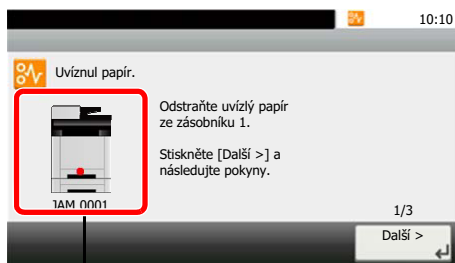 10:10
Uvíznul papír.
Odstraňte uvízlý papír
ze zásobníku 1.
Stiskněte [Další >] a
následujte pokyny.
JAM 0001
1/3
Další >